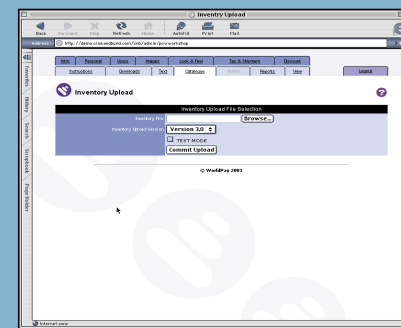 Inventory Upload
Back Forward Stop Refresh Home AutoFill Print Mail
Address http://demo.clickandbuild.com/cnb/admin/powworkshop
Intro Personal Users Images Look & Feel Tax & Shipment Discount
Instructions Downloads Text Catalogue Orders Reports View Logout
Favorites
History
Search
Scrapbook
Page Holder
Inventory Upload ?
Inventory Upload File Selection
Inventory File Browse...
Inventory Upload Version Version 3.0
TEST MODE
Commit Upload
© WorldPay 2001
Internet zone